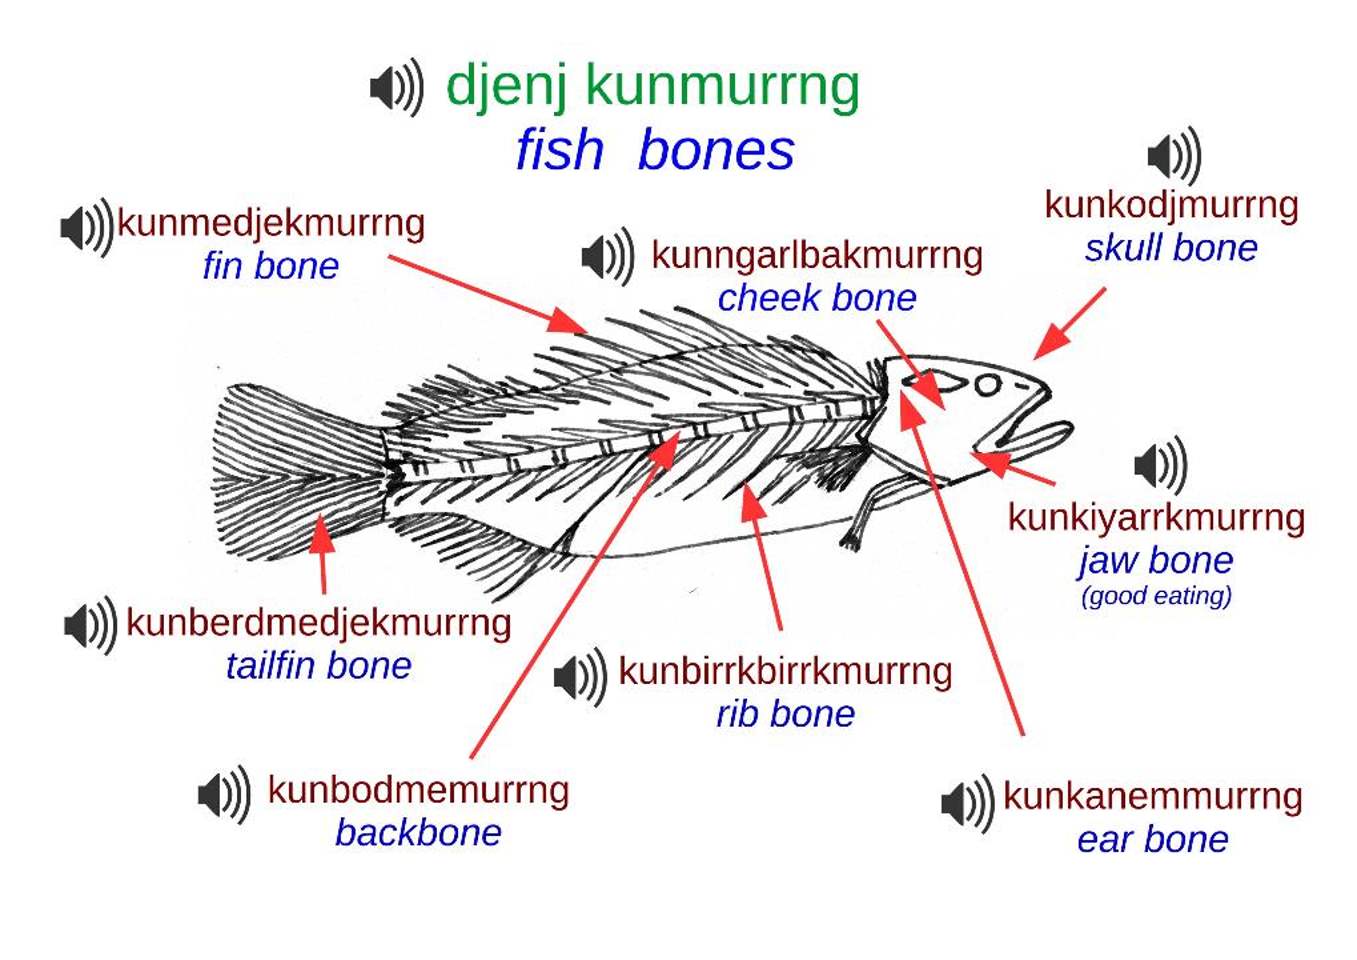 djenj kunmurrng
fish bones
kunkodjmurrng
skull bone
kunmedjekmurrng
fin bone
kunngarlbakmurrng
cheek bone
kunkiyarrkmurrng
jaw bone
(good eating)
kunberdmedjekmurrng
tailfin bone
kunbirrkbirrkmurrng
rib bone
kunbodmemurrng
backbone
kunkanemmurrng
ear bone